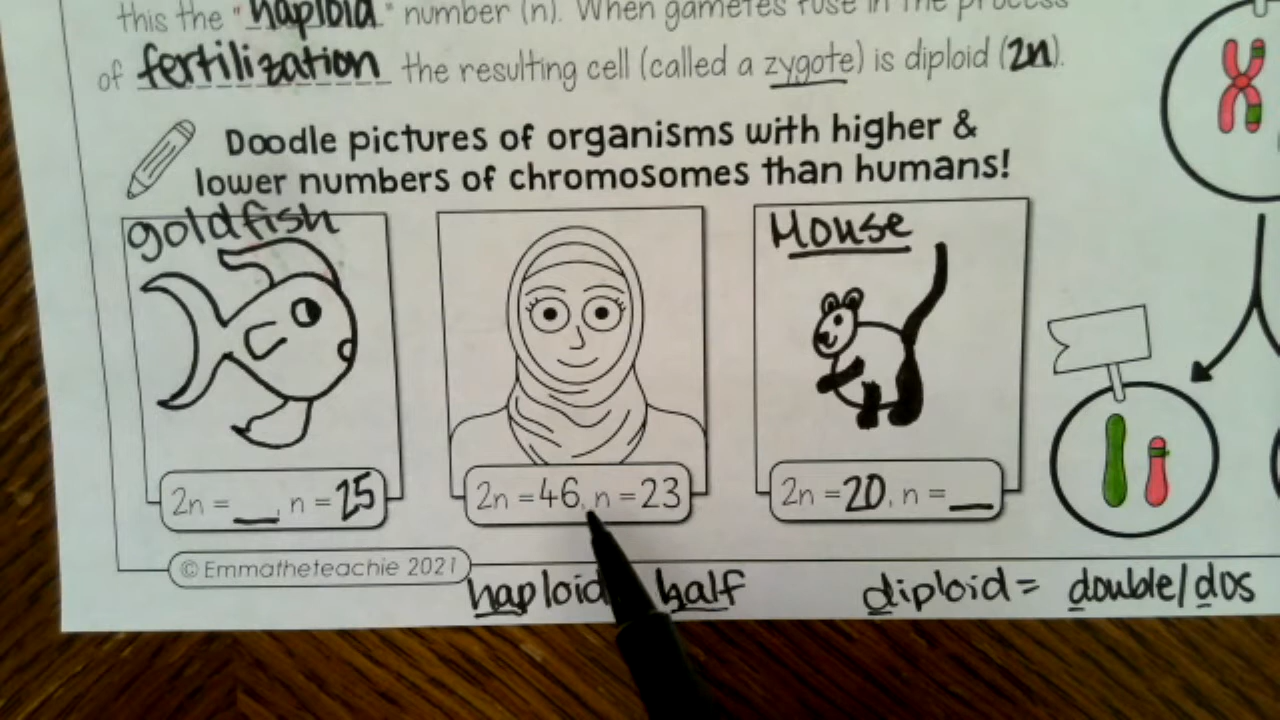 this the "haploid" number (n). When gametes fuse in the process
of fertilization the resulting cell (called a zygote) is diploid (2n).
Doodle pictures of organisms with higher &
lower numbers of chromosomes than humans!
goldfish
Mouse
2n = __, n = 25
2n = 46, n = 23
2n = 20, n = __
© Emmatheteachie 2021
haploid half
diploid = double/dos